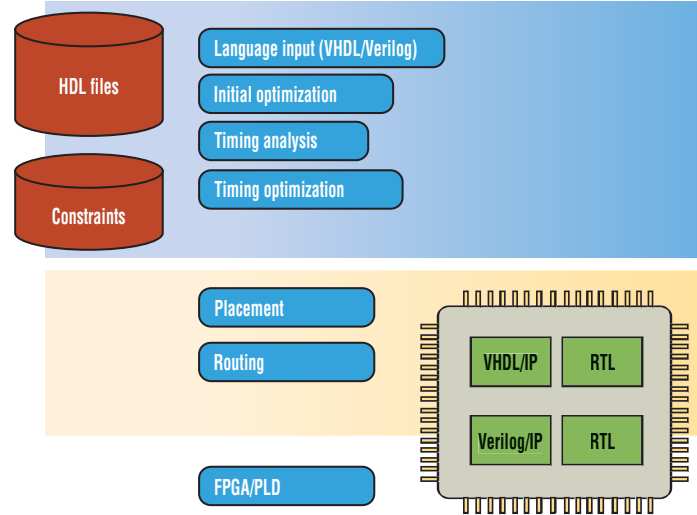 HDL files
Constraints
Language input (VHDL/Verilog)
Initial optimization
Timing analysis
Timing optimization
Placement
Routing
FPGA/PLD
VHDL/IP
RTL
Verilog/IP
RTL